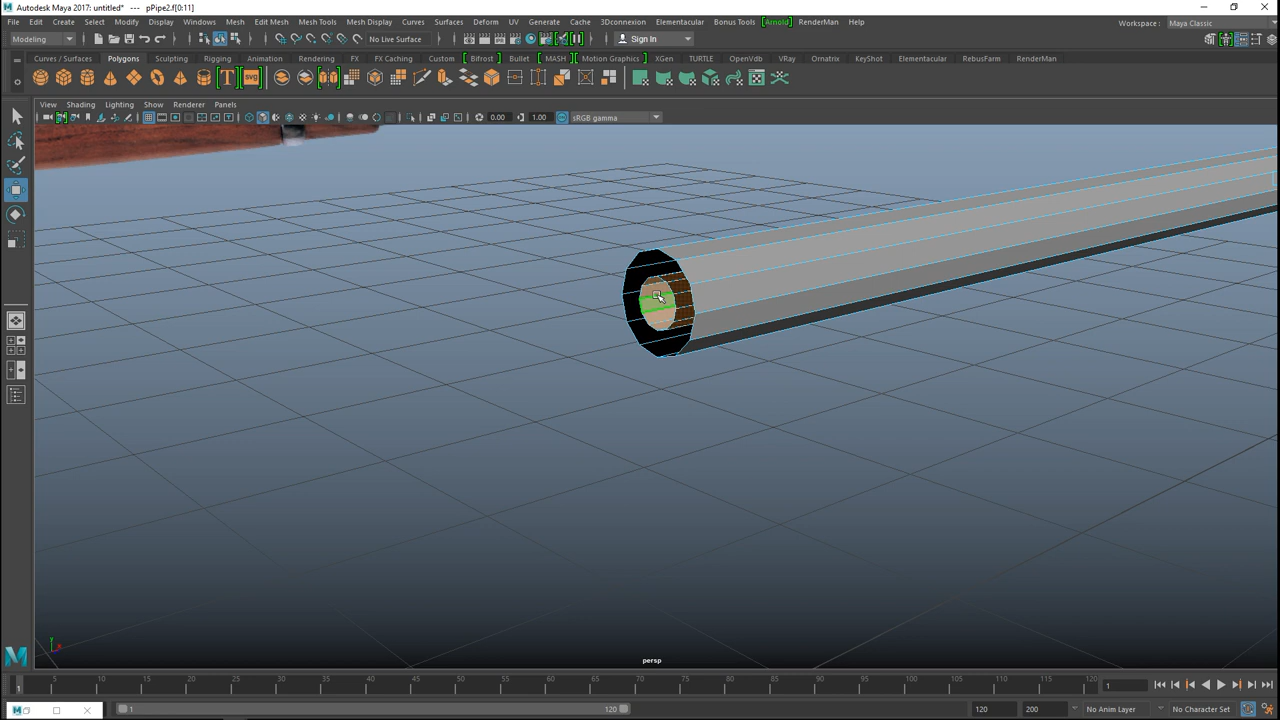 Autodesk Maya 2017: untitled*   ---   pPipe2.f[0:11]
File Edit Create Select Modify Display Windows Mesh Edit Mesh Mesh Tools Mesh Display Curves Surfaces Deform UV Generate Cache 3Dconnexion Elementacular Bonus Tools Arnold RenderMan Help Workspace : Maya Classic
Modeling No Live Surface Sign In
Curves / Surfaces Polygons Sculpting Rigging Animation Rendering FX FX Caching Custom Bifrost Bullet MASH Motion Graphics XGen TURTLE OpenVdb VRay Ornatrix KeyShot Elementacular RebusFarm RenderMan
T SVG
View Shading Lighting Show Renderer Panels
0.00 1.00 sRGB gamma
y
persp
5 10 15 20 25 30 35 40 45 50 55 60 65 70 75 80 85 90 95 100 105 110 115 120
1 1
1 120 120 200 No Anim Layer No Character Set